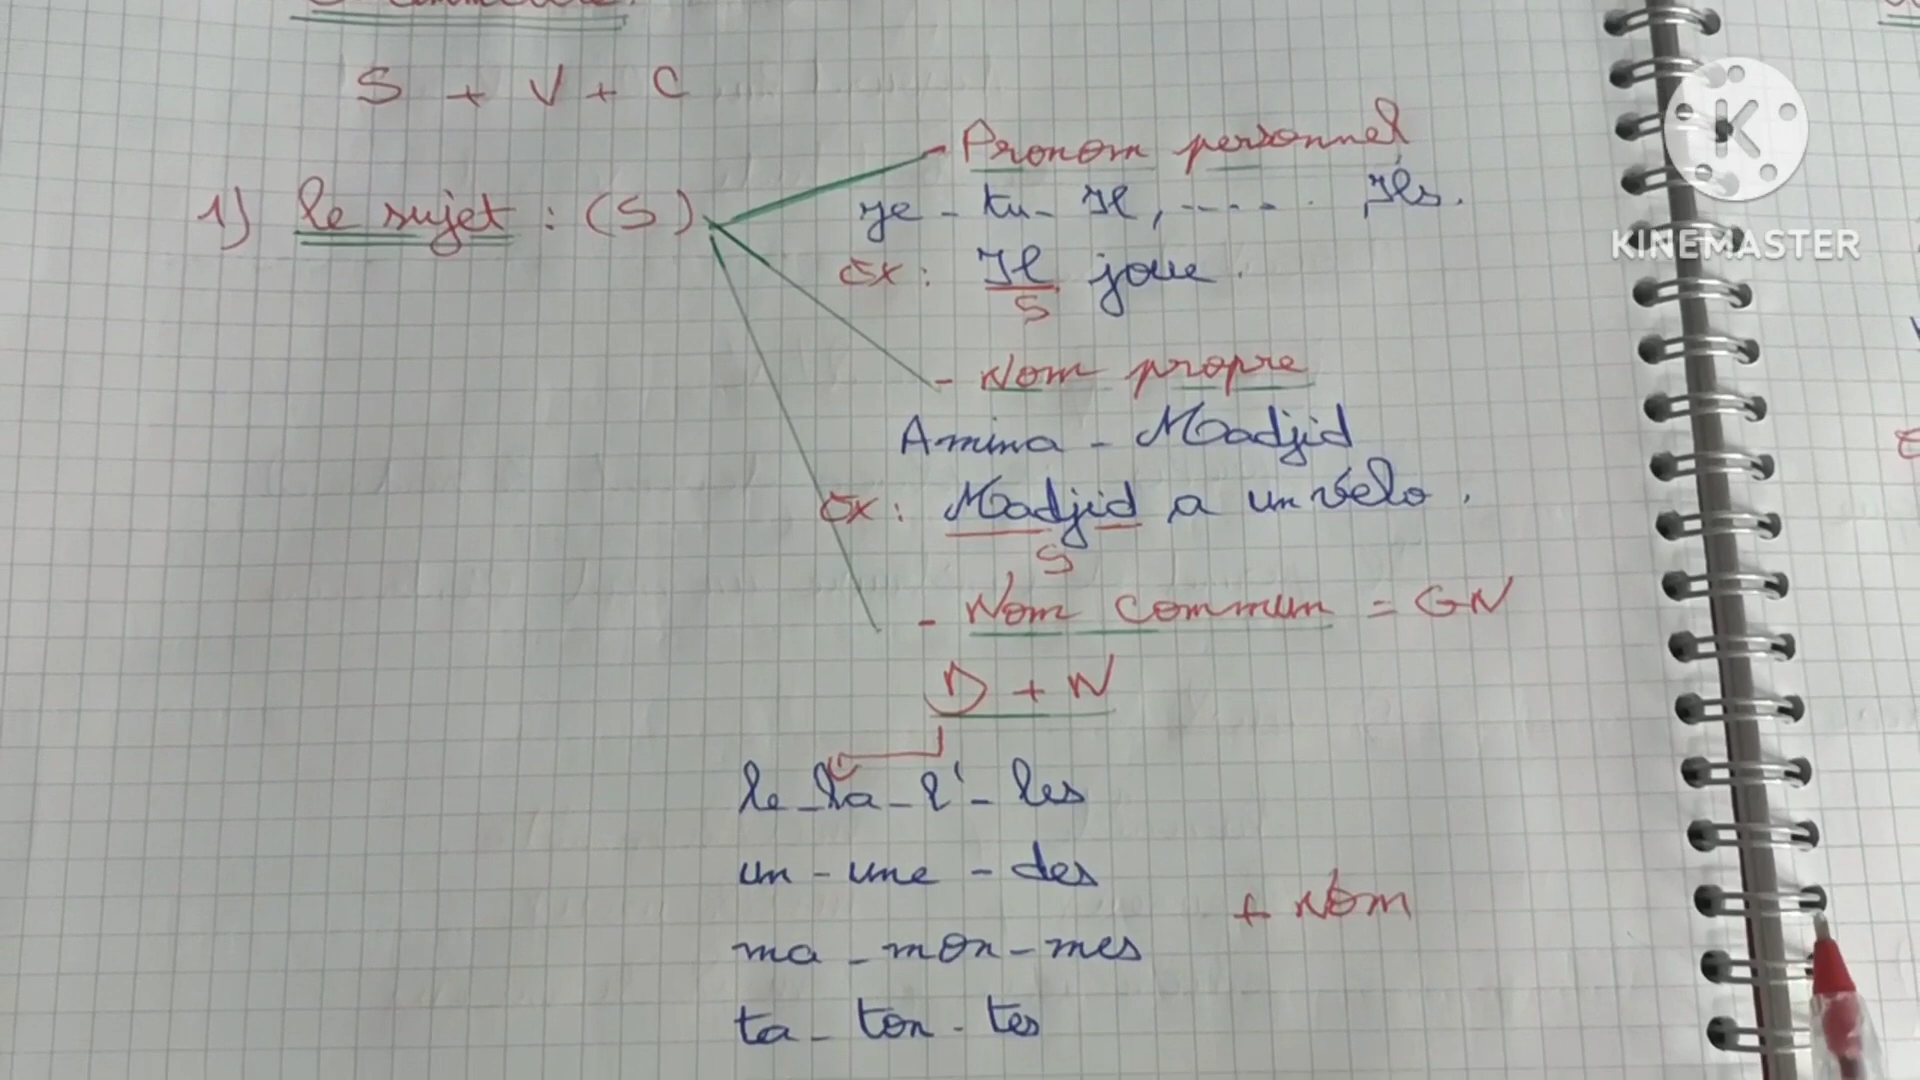 S + V + C
1) le sujet : (S)
- Pronom personnel
Je - tu - Il, ----. Ils.
Ex : Il joue.
S
- Nom propre
Amina - Madjid
Ex : Madjid a un vélo.
S
- Nom commun = GN
D + N
le - la - l' - les
un - une - des
ma - mon - mes
ta - ton - tes
+ Nom
KINEMASTER